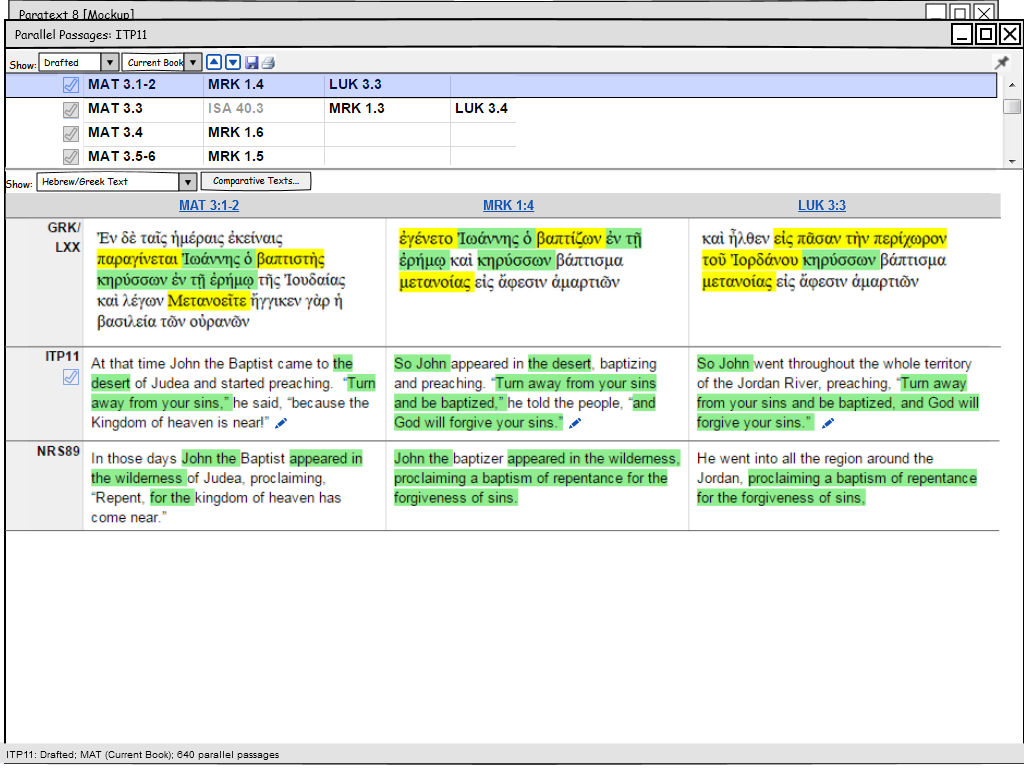 Paratext 8 [Mockup]
Parallel Passages: ITP11
Show: Drafted Current Book
MAT 3.1-2 MRK 1.4 LUK 3.3
MAT 3.3 ISA 40.3 MRK 1.3 LUK 3.4
MAT 3.4 MRK 1.6
MAT 3.5-6 MRK 1.5
Show: Hebrew/Greek Text Comparative Texts...
MAT 3:1-2 MRK 1:4 LUK 3:3
GRK/
LXX
Ἐν δὲ ταῖς ἡμέραις ἐκείναις
παραγίνεται Ἰωάννης ὁ βαπτιστὴς
κηρύσσων ἐν τῇ ἐρήμῳ τῆς Ἰουδαίας
καὶ λέγων Μετανοεῖτε ἤγγικεν γὰρ ἡ
βασιλεία τῶν οὐρανῶν
ἐγένετο Ἰωάννης ὁ βαπτίζων ἐν τῇ
ἐρήμῳ καὶ κηρύσσων βάπτισμα
μετανοίας εἰς ἄφεσιν ἁμαρτιῶν
καὶ ἦλθεν εἰς πᾶσαν τὴν περίχωρον
τοῦ Ἰορδάνου κηρύσσων βάπτισμα
μετανοίας εἰς ἄφεσιν ἁμαρτιῶν
ITP11
At that time John the Baptist came to the
desert of Judea and started preaching. “Turn
away from your sins,” he said, “because the
Kingdom of heaven is near!”
So John appeared in the desert, baptizing
and preaching. “Turn away from your sins
and be baptized,” he told the people, “and
God will forgive your sins.”
So John went throughout the whole territory
of the Jordan River, preaching, “Turn away
from your sins and be baptized, and God will
forgive your sins.”
NRS89
In those days John the Baptist appeared in
the wilderness of Judea, proclaiming,
“Repent, for the kingdom of heaven has
come near.”
John the baptizer appeared in the wilderness,
proclaiming a baptism of repentance for the
forgiveness of sins.
He went into all the region around the
Jordan, proclaiming a baptism of repentance
for the forgiveness of sins,
ITP11: Drafted; MAT (Current Book); 640 parallel passages